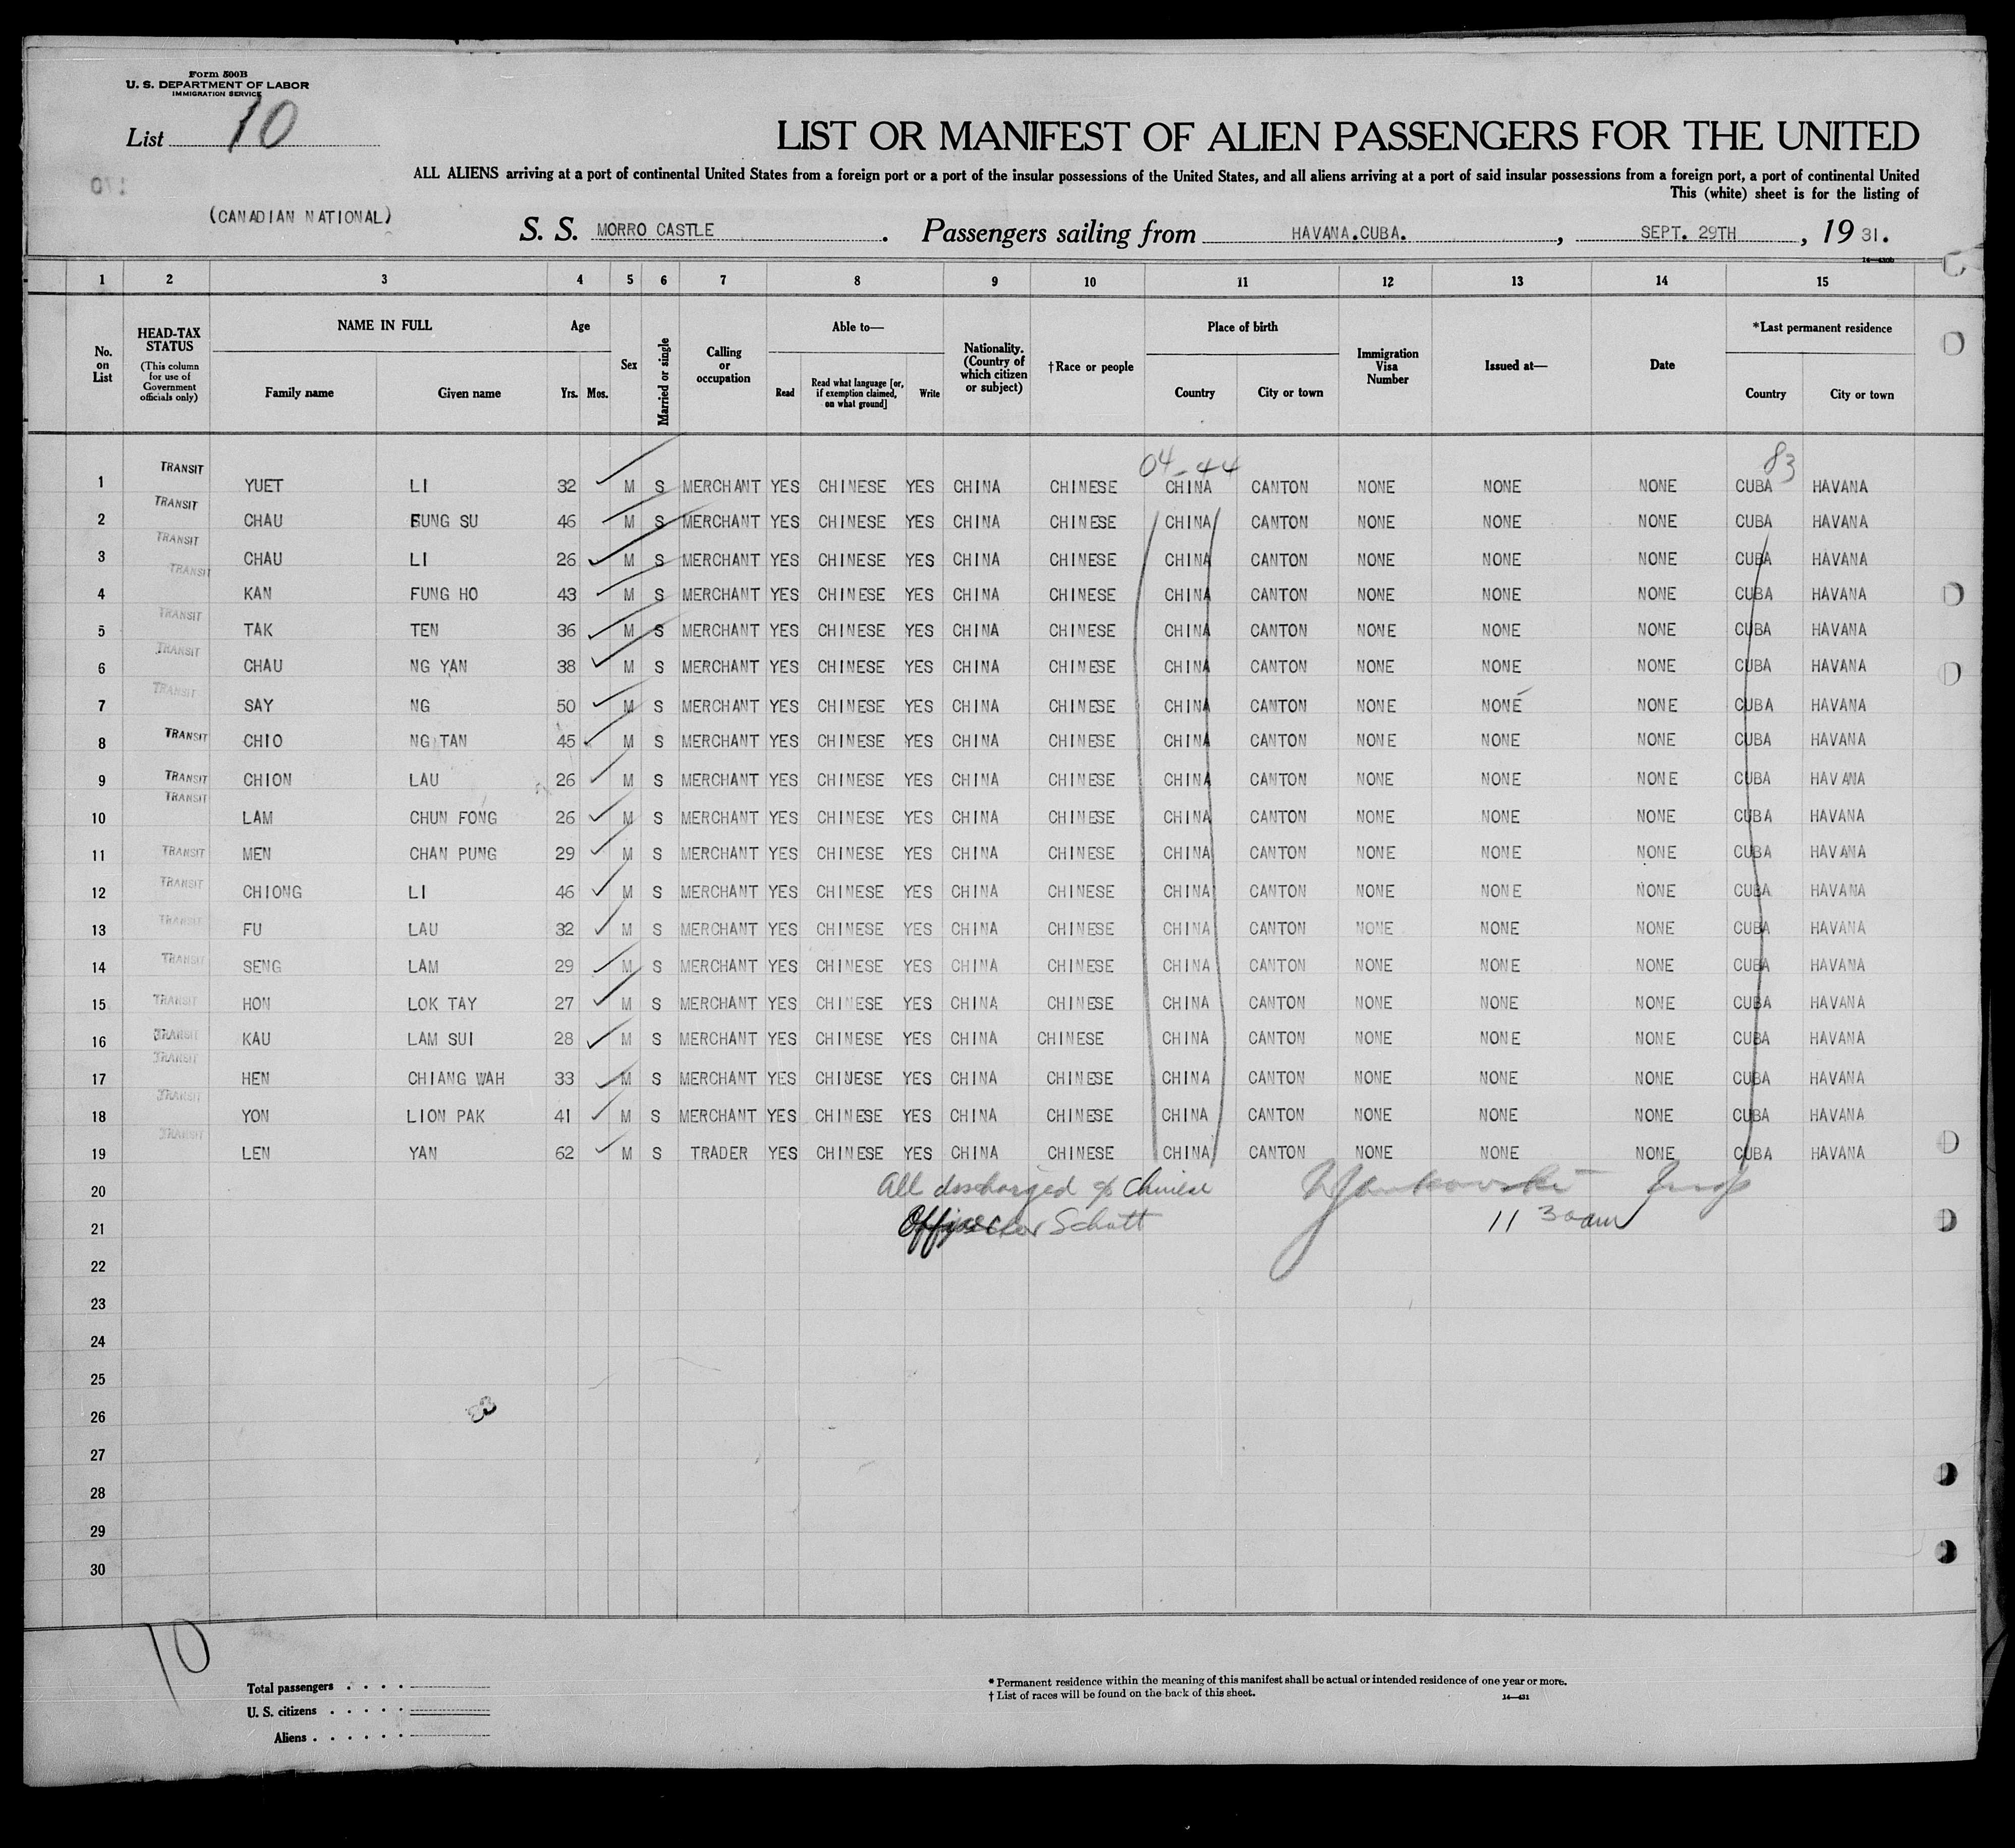 Form 500B
U. S. DEPARTMENT OF LABOR
IMMIGRATION SERVICE
List 10
LIST OR MANIFEST OF ALIEN PASSENGERS FOR THE UNITED
ALL ALIENS arriving at a port of continental United States from a foreign port or a port of the insular possessions of the United States, and all aliens arriving at a port of said insular possessions from a foreign port, a port of continental United
This (white) sheet is for the listing of
(CANADIAN NATIONAL)
S. S. MORRO CASTLE. Passengers sailing from HAVANA.CUBA., SEPT. 29TH, 1931.
14—430b
1 2 3 4 5 6 7 8 9 10 11 12 13 14 15
No. on List HEAD-TAX STATUS (This column for use of Government officials only) NAME IN FULL Family name Given name Age Yrs. Mos. Sex Married or single Calling or occupation Able to— Read Read what language [or, if exemption claimed, on what ground] Write Nationality. (Country of which citizen or subject) †Race or people Place of birth Country City or town Immigration Visa Number Issued at— Date *Last permanent residence Country City or town
04-44 83
1 TRANSIT YUET LI 32 M S MERCHANT YES CHINESE YES CHINA CHINESE CHINA CANTON NONE NONE NONE CUBA HAVANA
2 TRANSIT CHAU FUNG SU 46 M S MERCHANT YES CHINESE YES CHINA CHINESE CHINA CANTON NONE NONE NONE CUBA HAVANA
3 TRANSIT CHAU LI 26 M S MERCHANT YES CHINESE YES CHINA CHINESE CHINA CANTON NONE NONE NONE CUBA HAVANA
4 TRANSIT KAN FUNG HO 43 M S MERCHANT YES CHINESE YES CHINA CHINESE CHINA CANTON NONE NONE NONE CUBA HAVANA
5 TRANSIT TAK TEN 36 M S MERCHANT YES CHINESE YES CHINA CHINESE CHINA CANTON NONE NONE NONE CUBA HAVANA
6 TRANSIT CHAU NG YAN 38 M S MERCHANT YES CHINESE YES CHINA CHINESE CHINA CANTON NONE NONE NONE CUBA HAVANA
7 TRANSIT SAY NG 50 M S MERCHANT YES CHINESE YES CHINA CHINESE CHINA CANTON NONE NONE NONE CUBA HAVANA
8 TRANSIT CHIO NG TAN 45 M S MERCHANT YES CHINESE YES CHINA CHINESE CHINA CANTON NONE NONE NONE CUBA HAVANA
9 TRANSIT CHION LAU 26 M S MERCHANT YES CHINESE YES CHINA CHINESE CHINA CANTON NONE NONE NONE CUBA HAVANA
10 TRANSIT LAM CHUN FONG 26 M S MERCHANT YES CHINESE YES CHINA CHINESE CHINA CANTON NONE NONE NONE CUBA HAVANA
11 TRANSIT MEN CHAN PUNG 29 M S MERCHANT YES CHINESE YES CHINA CHINESE CHINA CANTON NONE NONE NONE CUBA HAVANA
12 TRANSIT CHIONG LI 46 M S MERCHANT YES CHINESE YES CHINA CHINESE CHINA CANTON NONE NONE NONE CUBA HAVANA
13 TRANSIT FU LAU 32 M S MERCHANT YES CHINESE YES CHINA CHINESE CHINA CANTON NONE NONE NONE CUBA HAVANA
14 TRANSIT SENG LAM 29 M S MERCHANT YES CHINESE YES CHINA CHINESE CHINA CANTON NONE NONE NONE CUBA HAVANA
15 TRANSIT HON LOK TAY 27 M S MERCHANT YES CHINESE YES CHINA CHINESE CHINA CANTON NONE NONE NONE CUBA HAVANA
16 TRANSIT KAU LAM SUI 28 M S MERCHANT YES CHINESE YES CHINA CHINESE CHINA CANTON NONE NONE NONE CUBA HAVANA
17 TRANSIT HEN CHIANG WAH 33 M S MERCHANT YES CHINESE YES CHINA CHINESE CHINA CANTON NONE NONE NONE CUBA HAVANA
18 TRANSIT YON LION PAK 41 M S MERCHANT YES CHINESE YES CHINA CHINESE CHINA CANTON NONE NONE NONE CUBA HAVANA
19 TRANSIT LEN YAN 62 M S TRADER YES CHINESE YES CHINA CHINESE CHINA CANTON NONE NONE NONE CUBA HAVANA
20 All discharged Chinese
21 Schutt 11 30 am
22
23
24
25
26
27
28
29
30
10
Total passengers
U. S. citizens
Aliens
* Permanent residence within the meaning of this manifest shall be actual or intended residence of one year or more.
† List of races will be found on the back of this sheet.
14—431